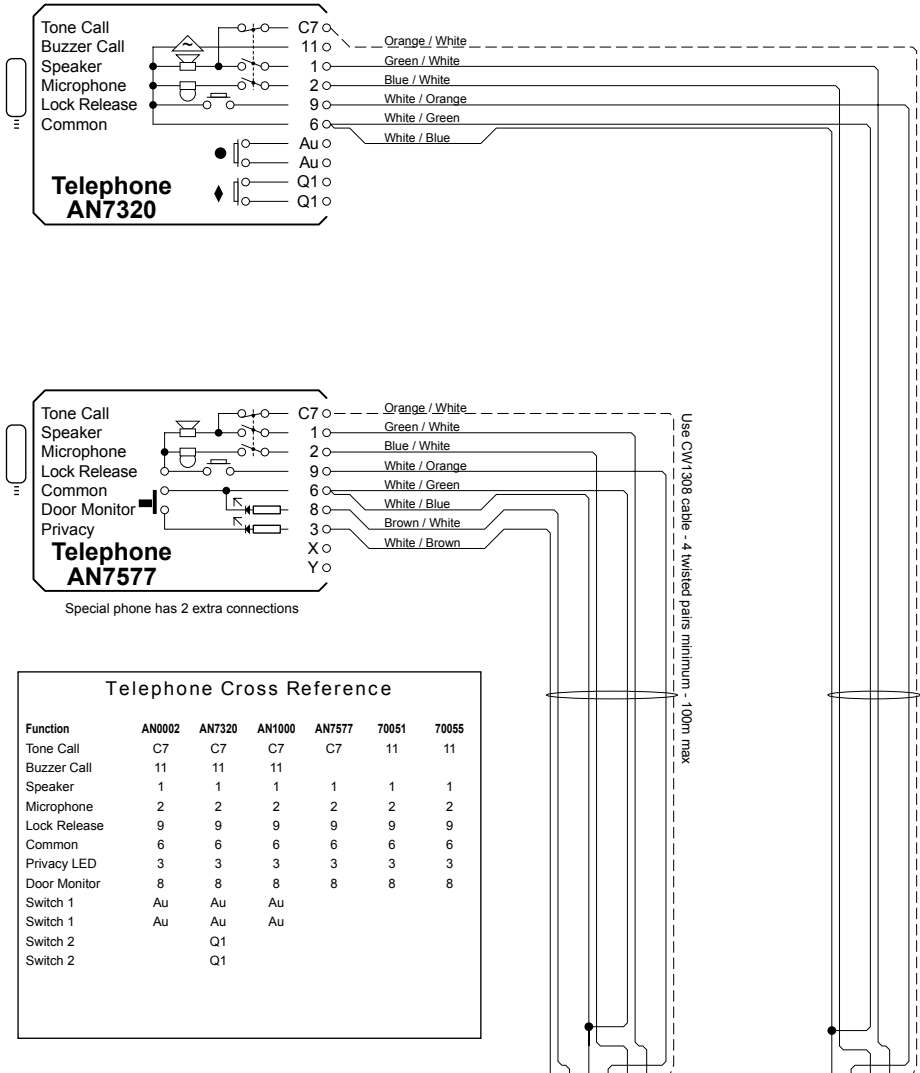 Tone Call C7
Buzzer Call 11
Speaker 1
Microphone 2
Lock Release 9
Common 6
Au
Au
Q1
Q1
Telephone
AN7320
Orange / White
Green / White
Blue / White
White / Orange
White / Green
White / Blue
Tone Call C7
Speaker 1
Microphone 2
Lock Release 9
Common 6
Door Monitor 8
Privacy 3
X
Y
Telephone
AN7577
Orange / White
Green / White
Blue / White
White / Orange
White / Green
White / Blue
Brown / White
White / Brown
Special phone has 2 extra connections
Use CW1308 cable - 4 twisted pairs minimum - 100m max
Telephone Cross Reference
Function AN0002 AN7320 AN1000 AN7577 70051 70055
Tone Call C7 C7 C7 C7 11 11
Buzzer Call 11 11 11
Speaker 1 1 1 1 1 1
Microphone 2 2 2 2 2 2
Lock Release 9 9 9 9 9 9
Common 6 6 6 6 6 6
Privacy LED 3 3 3 3 3 3
Door Monitor 8 8 8 8 8 8
Switch 1 Au Au Au
Switch 1 Au Au Au
Switch 2 Q1
Switch 2 Q1